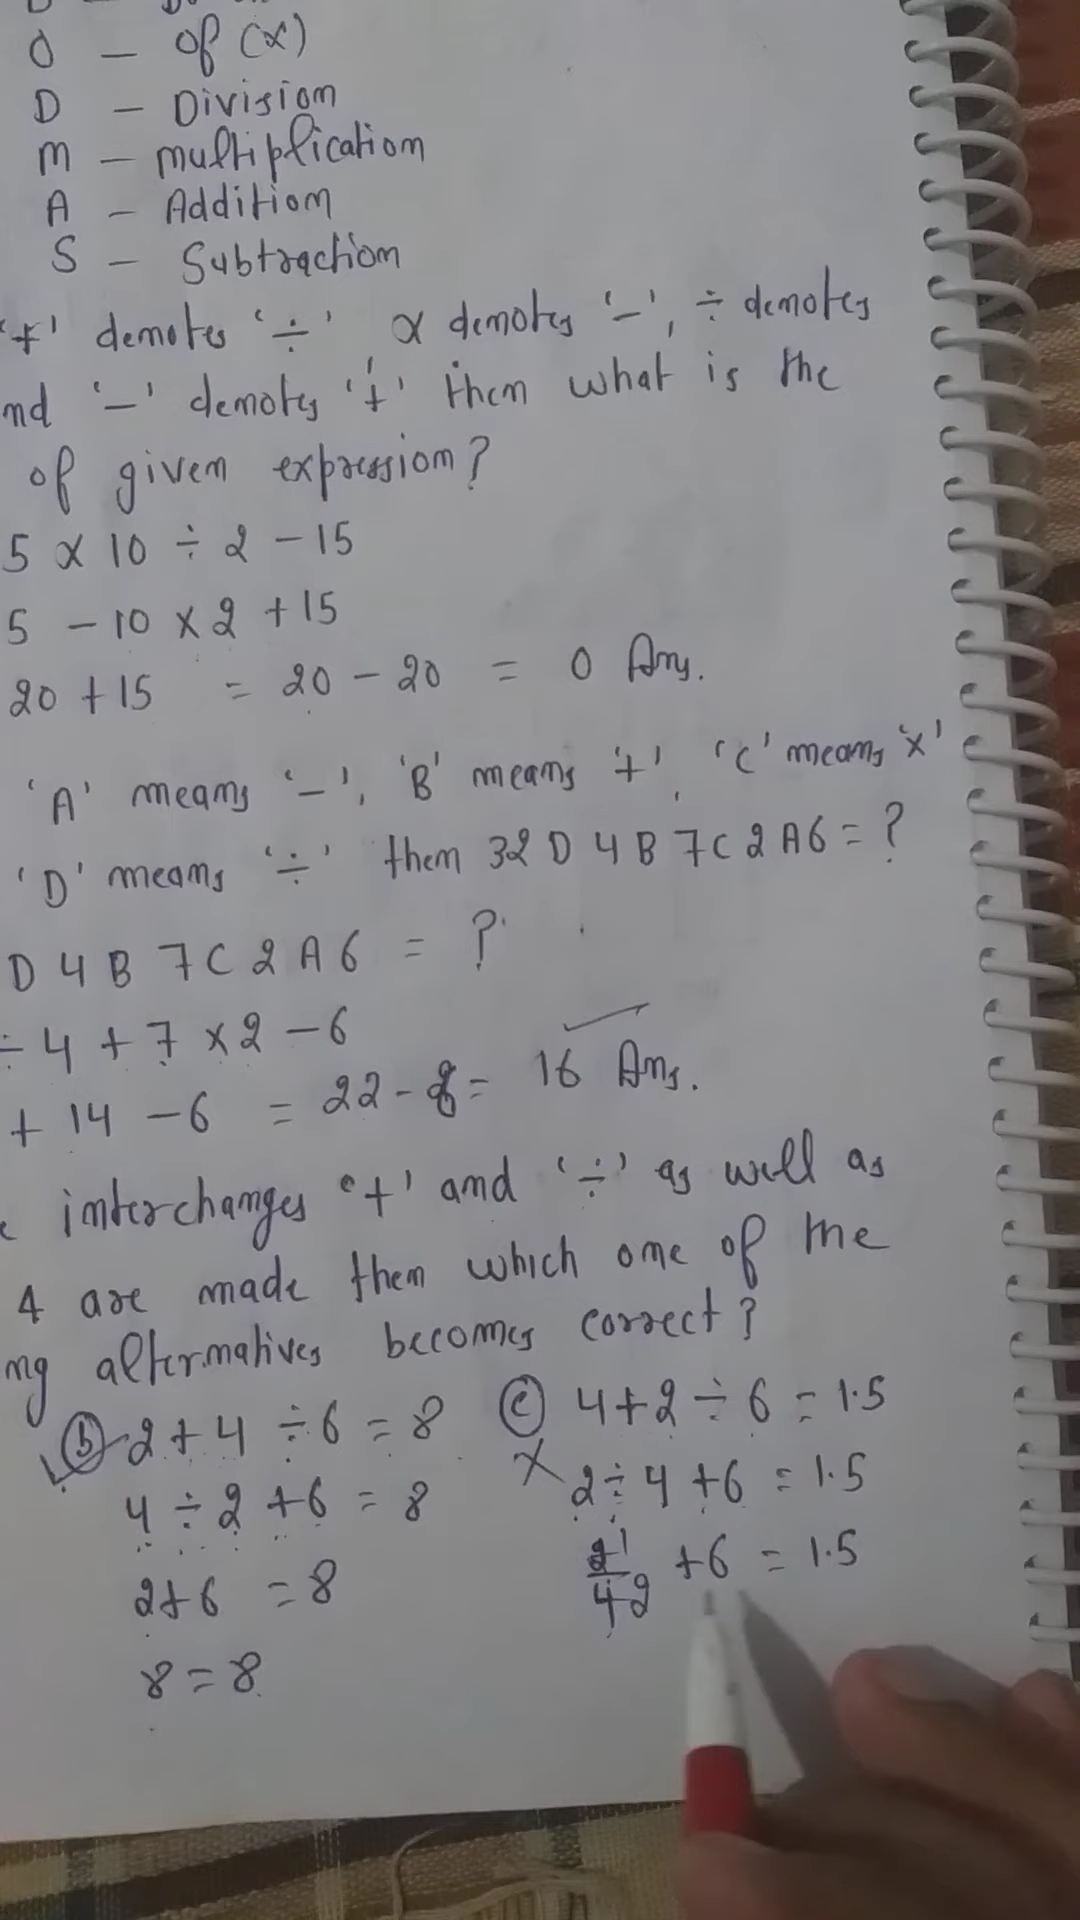 O - of (x)
D - Division
M - multiplication
A - Addition
S - Subtraction
'+' denotes '÷' x denotes '-', ÷ denotes
nd '-' denotes '+' then what is the
of given expression?
5 x 10 ÷ 2 - 15
5 - 10 x 2 + 15
20 + 15 = 20 - 20 = 0 Ans.
'A' means '-', 'B' means '+', 'C' means 'x'
'D' means '÷' then 32 D 4 B 7 C 2 A 6 = ?
D 4 B 7 C 2 A 6 = ?
÷ 4 + 7 x 2 - 6
+ 14 - 6 = 22 - 6 = 16 Ans.
e interchanges '+' and '÷' as well as
4 are made then which one of the
ng alternatives becomes correct?
(b) 2 + 4 ÷ 6 = 8 (c) 4 + 2 ÷ 6 = 1.5
4 ÷ 2 + 6 = 8 x 2 ÷ 4 + 6 = 1.5
2 + 6 = 8 2 1 / 4 2 + 6 = 1.5
8 = 8